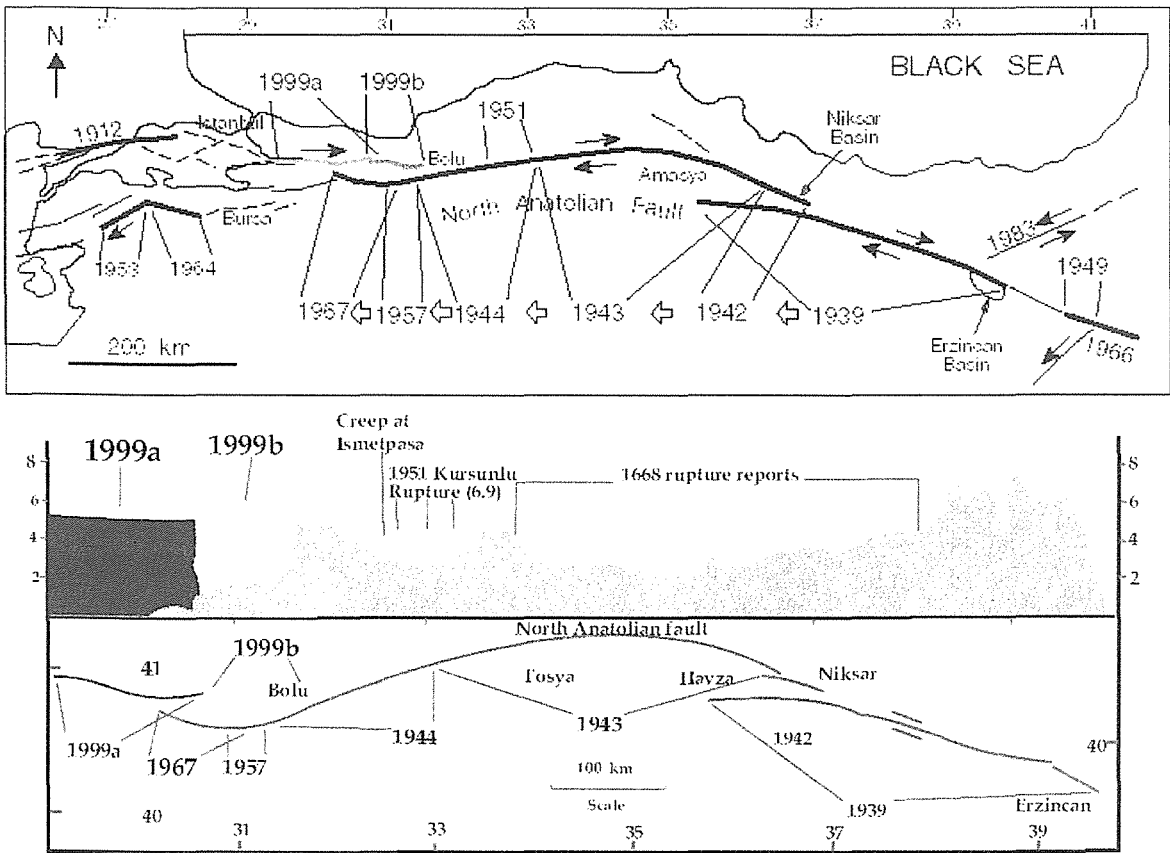 31 37 41
N
BLACK SEA
1999a 1999b
1951
Niksar
Basin
1912
Istanbul
Bolu
Amasya
North Anatolian Fault
Bursa
1983
1953 1964
1949
1967 1957 1944 1943 1942 1939
1966
Erzincan
Basin
200 km
Creep at
Ismetpasa
1999a 1999b
1951 Kursunlu
Rupture (6.9)
1668 rupture reports
8 8
6 6
4 4
2 2
North Anatolian fault
41
1999b
Bolu
Tosya
Havza
Niksar
1999a
1944
1943
1942
40
1967 1957
100 km
Scale
40
1939
Erzincan
31 33 35 37 39